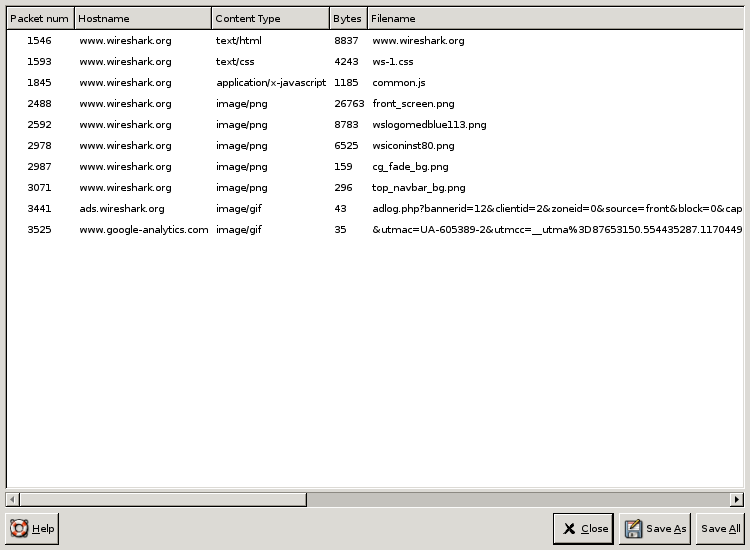 Packet num Hostname Content Type Bytes Filename
1546 www.wireshark.org text/html 8837 www.wireshark.org
1593 www.wireshark.org text/css 4243 ws-1.css
1845 www.wireshark.org application/x-javascript 1185 common.js
2488 www.wireshark.org image/png 26763 front_screen.png
2592 www.wireshark.org image/png 8783 wslogomedblue113.png
2978 www.wireshark.org image/png 6525 wsiconinst80.png
2987 www.wireshark.org image/png 159 cg_fade_bg.png
3071 www.wireshark.org image/png 296 top_navbar_bg.png
3441 ads.wireshark.org image/gif 43 adlog.php?bannerid=12&clientid=2&zoneid=0&source=front&block=0&cap
3525 www.google-analytics.com image/gif 35 &utmac=UA-605389-2&utmcc=__utma%3D87653150.554435287.1170449
Help Close Save As Save All